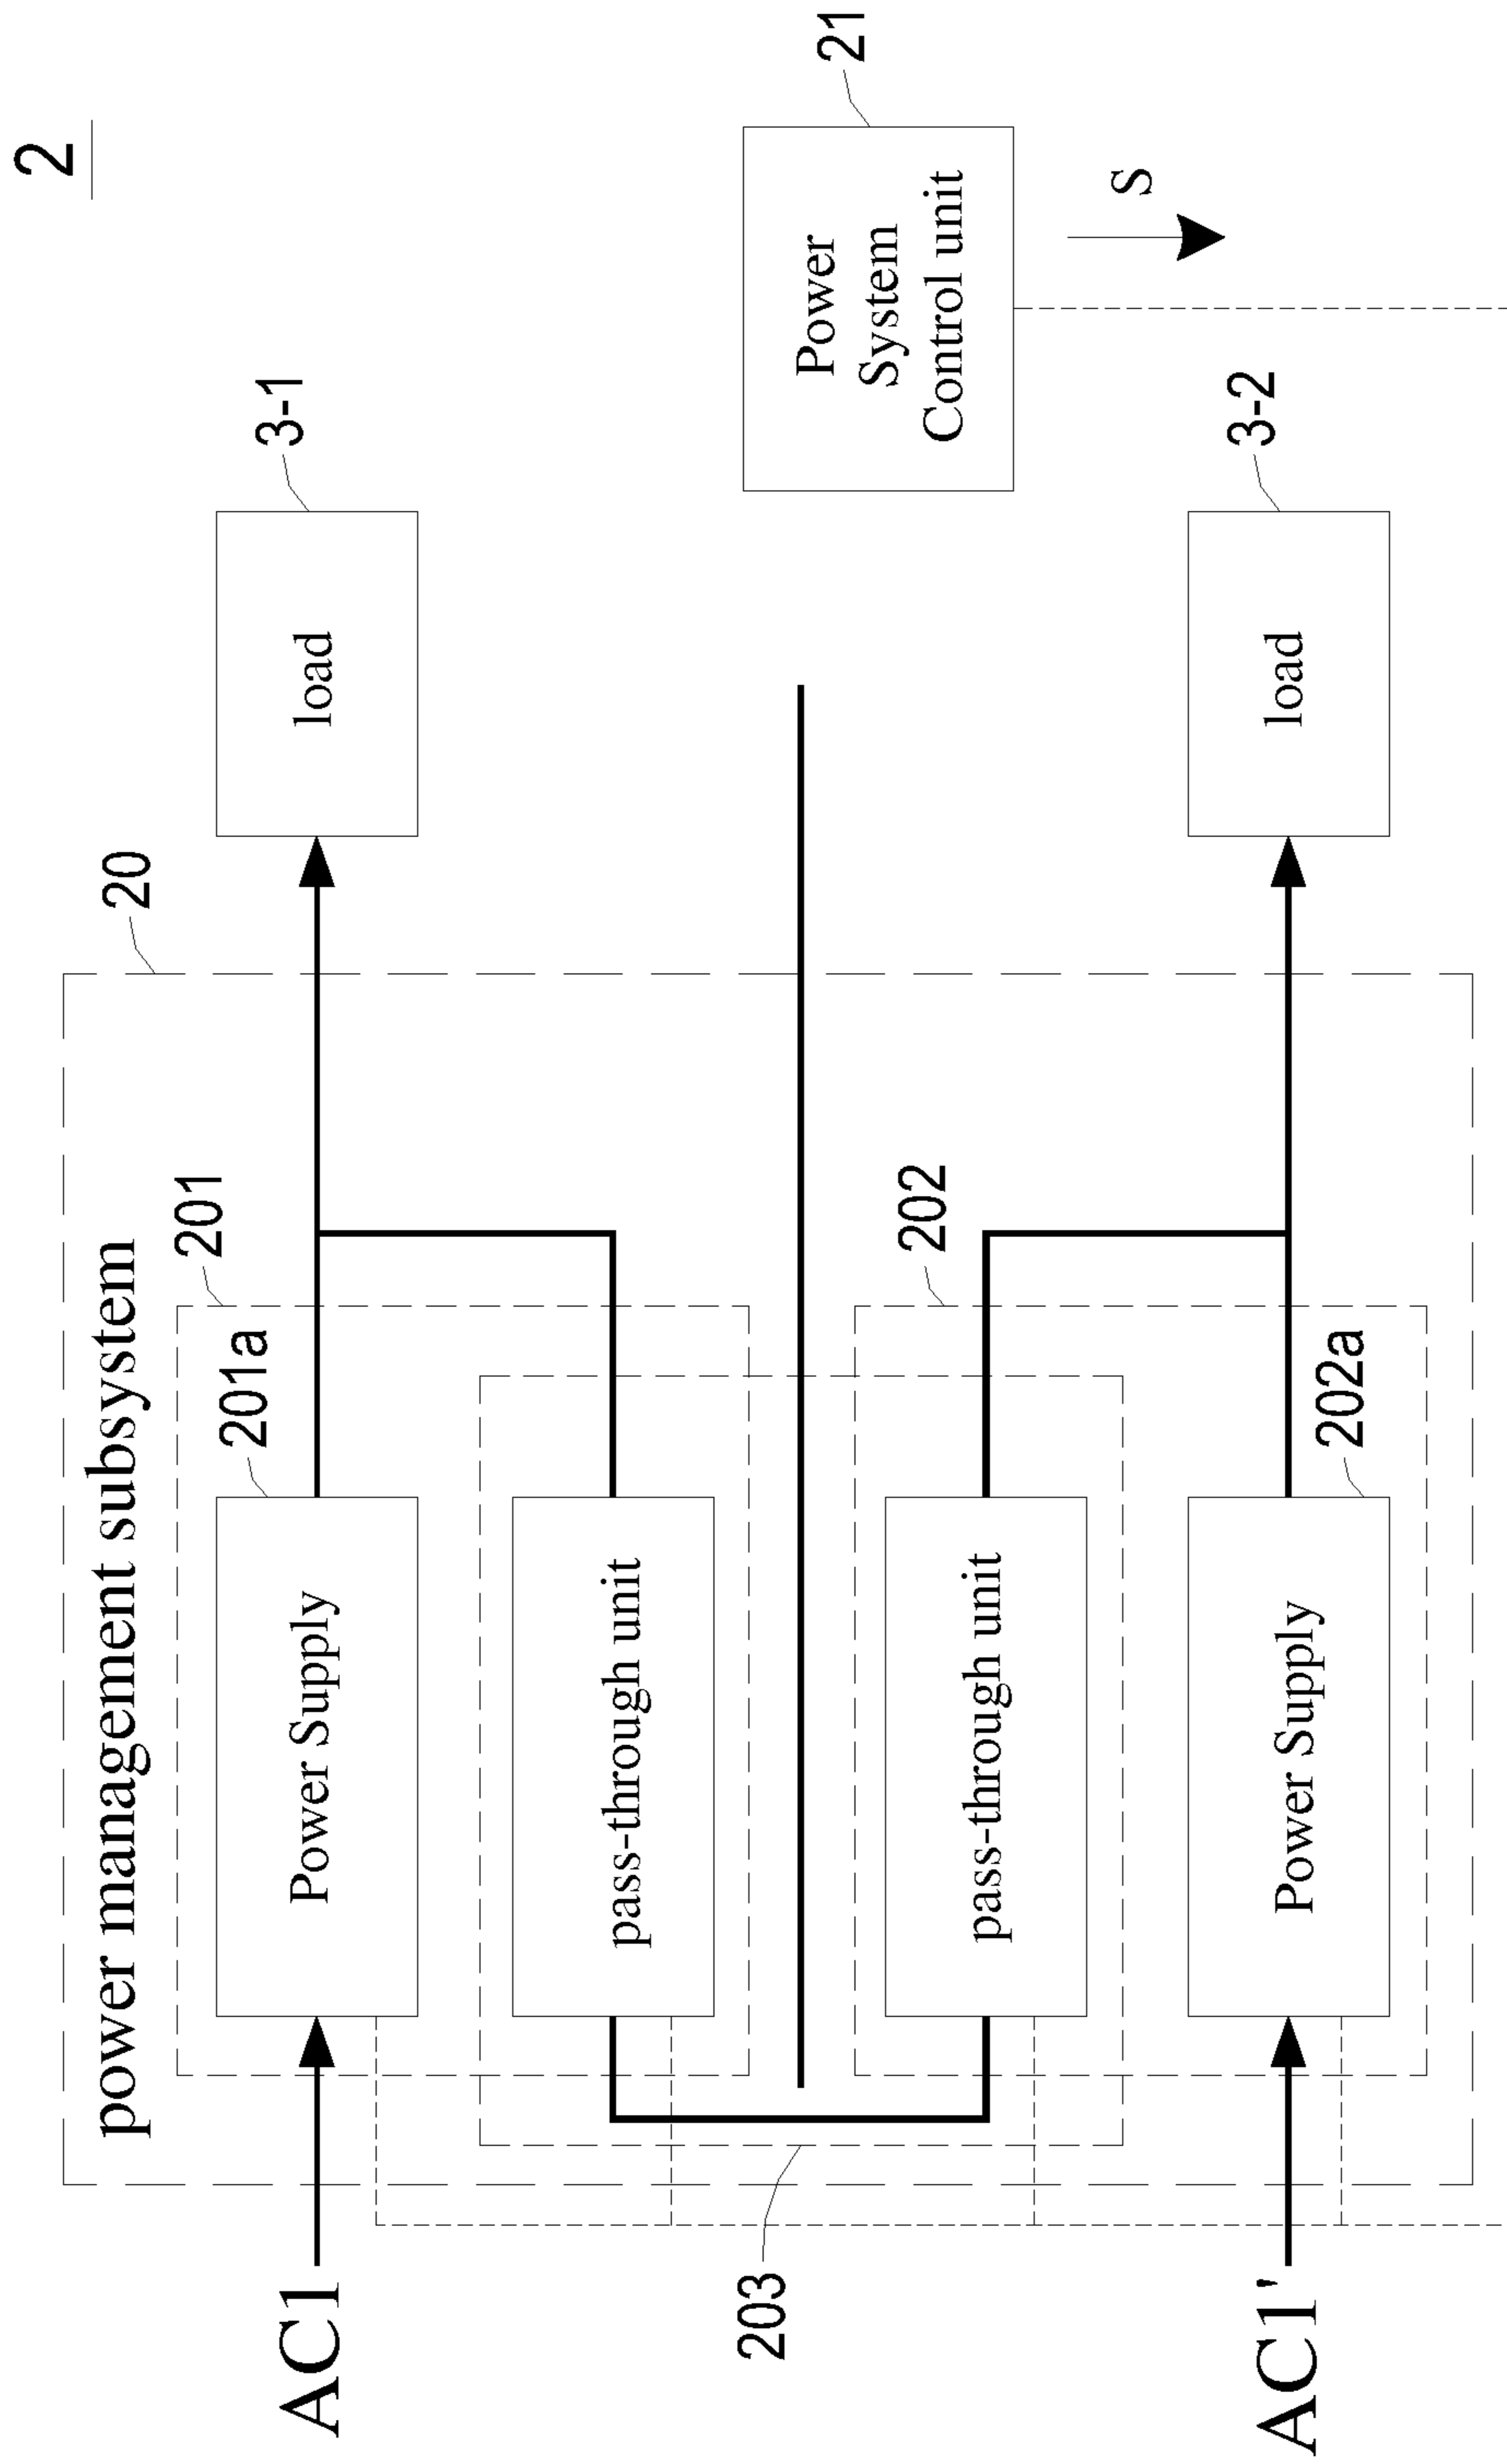 2
power management subsystem
20
201
201a
AC1
Power Supply
load
3-1
pass-through unit
203
Power
System
Control unit
21
S
pass-through unit
202
AC1'
Power Supply
202a
load
3-2